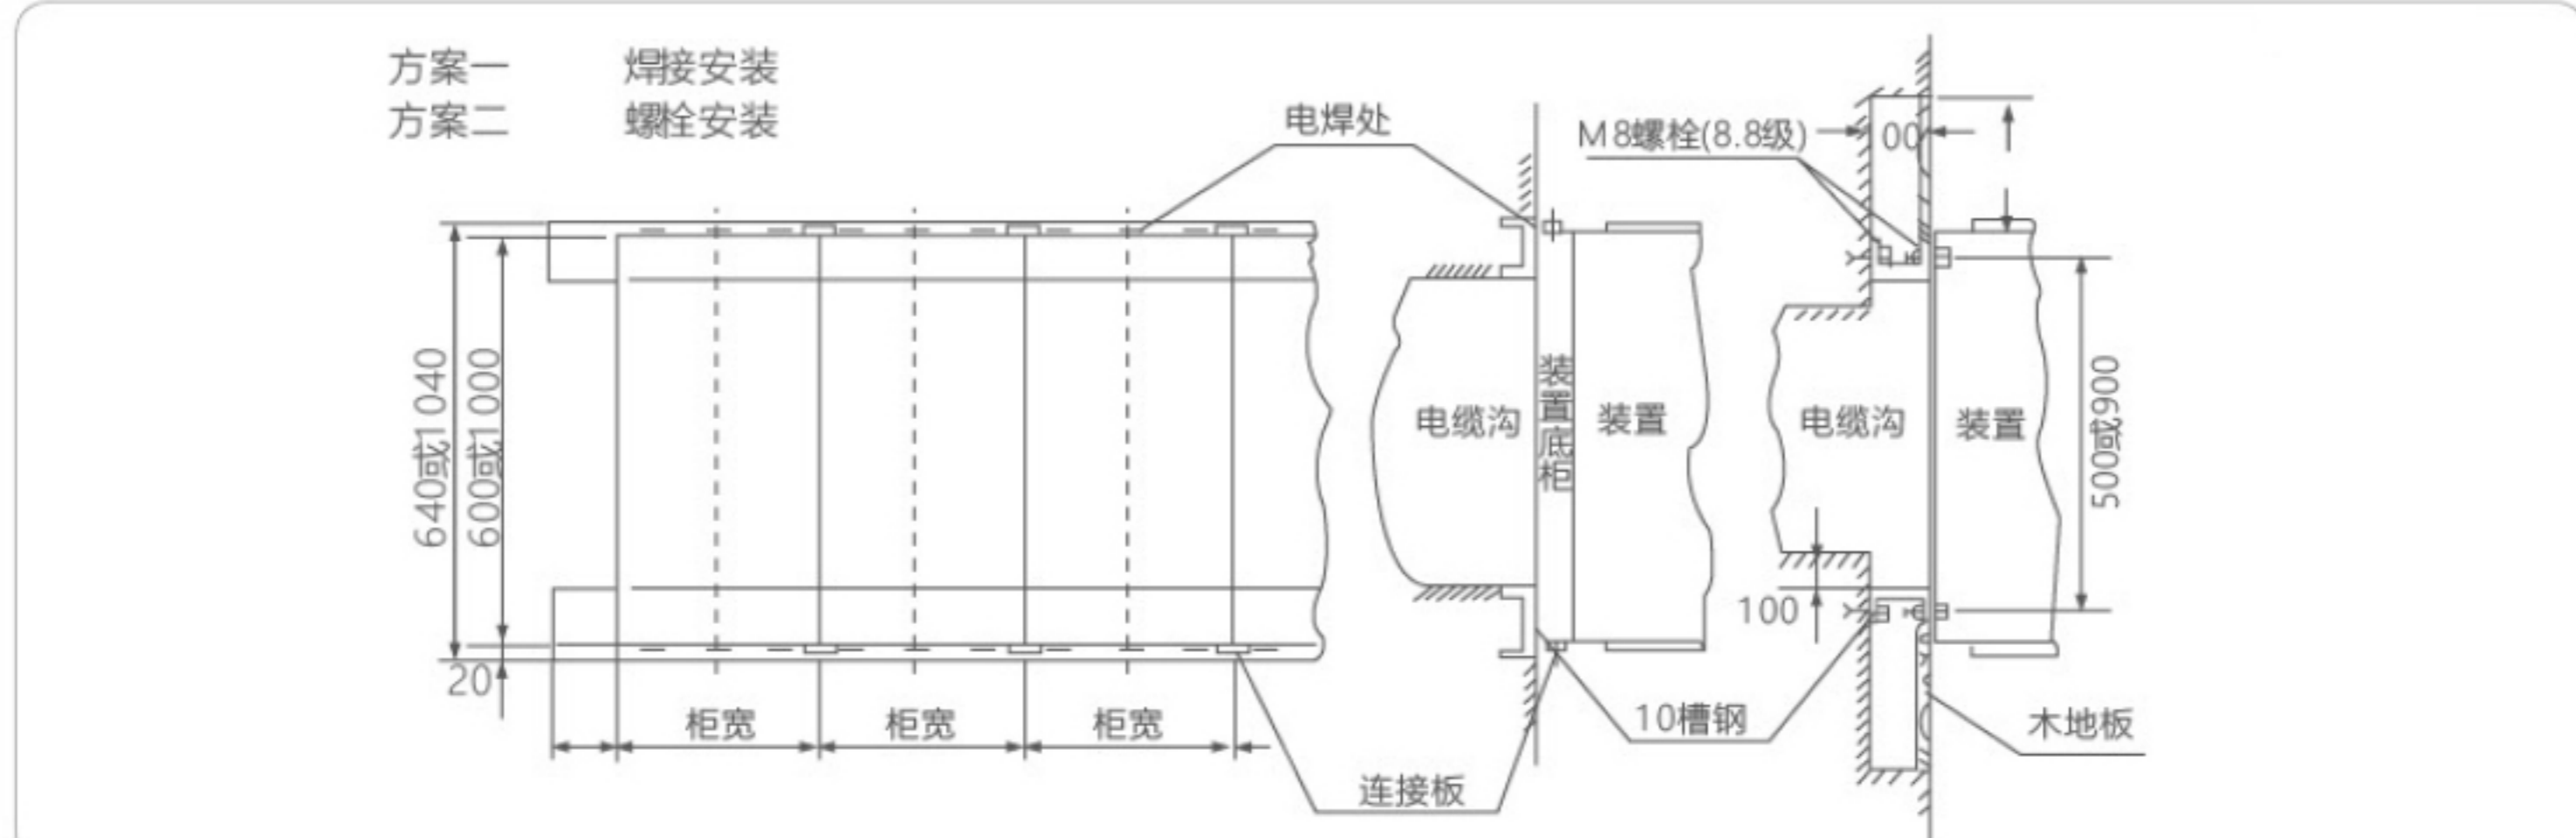 方案一 焊接安装
方案二 螺栓安装
电焊处
M8螺栓(8.8级)
00
640或1040
600或1000
20
柜宽
柜宽
柜宽
连接板
电缆沟
装置底柜
装置
10槽钢
电缆沟
装置
500或900
100
木地板